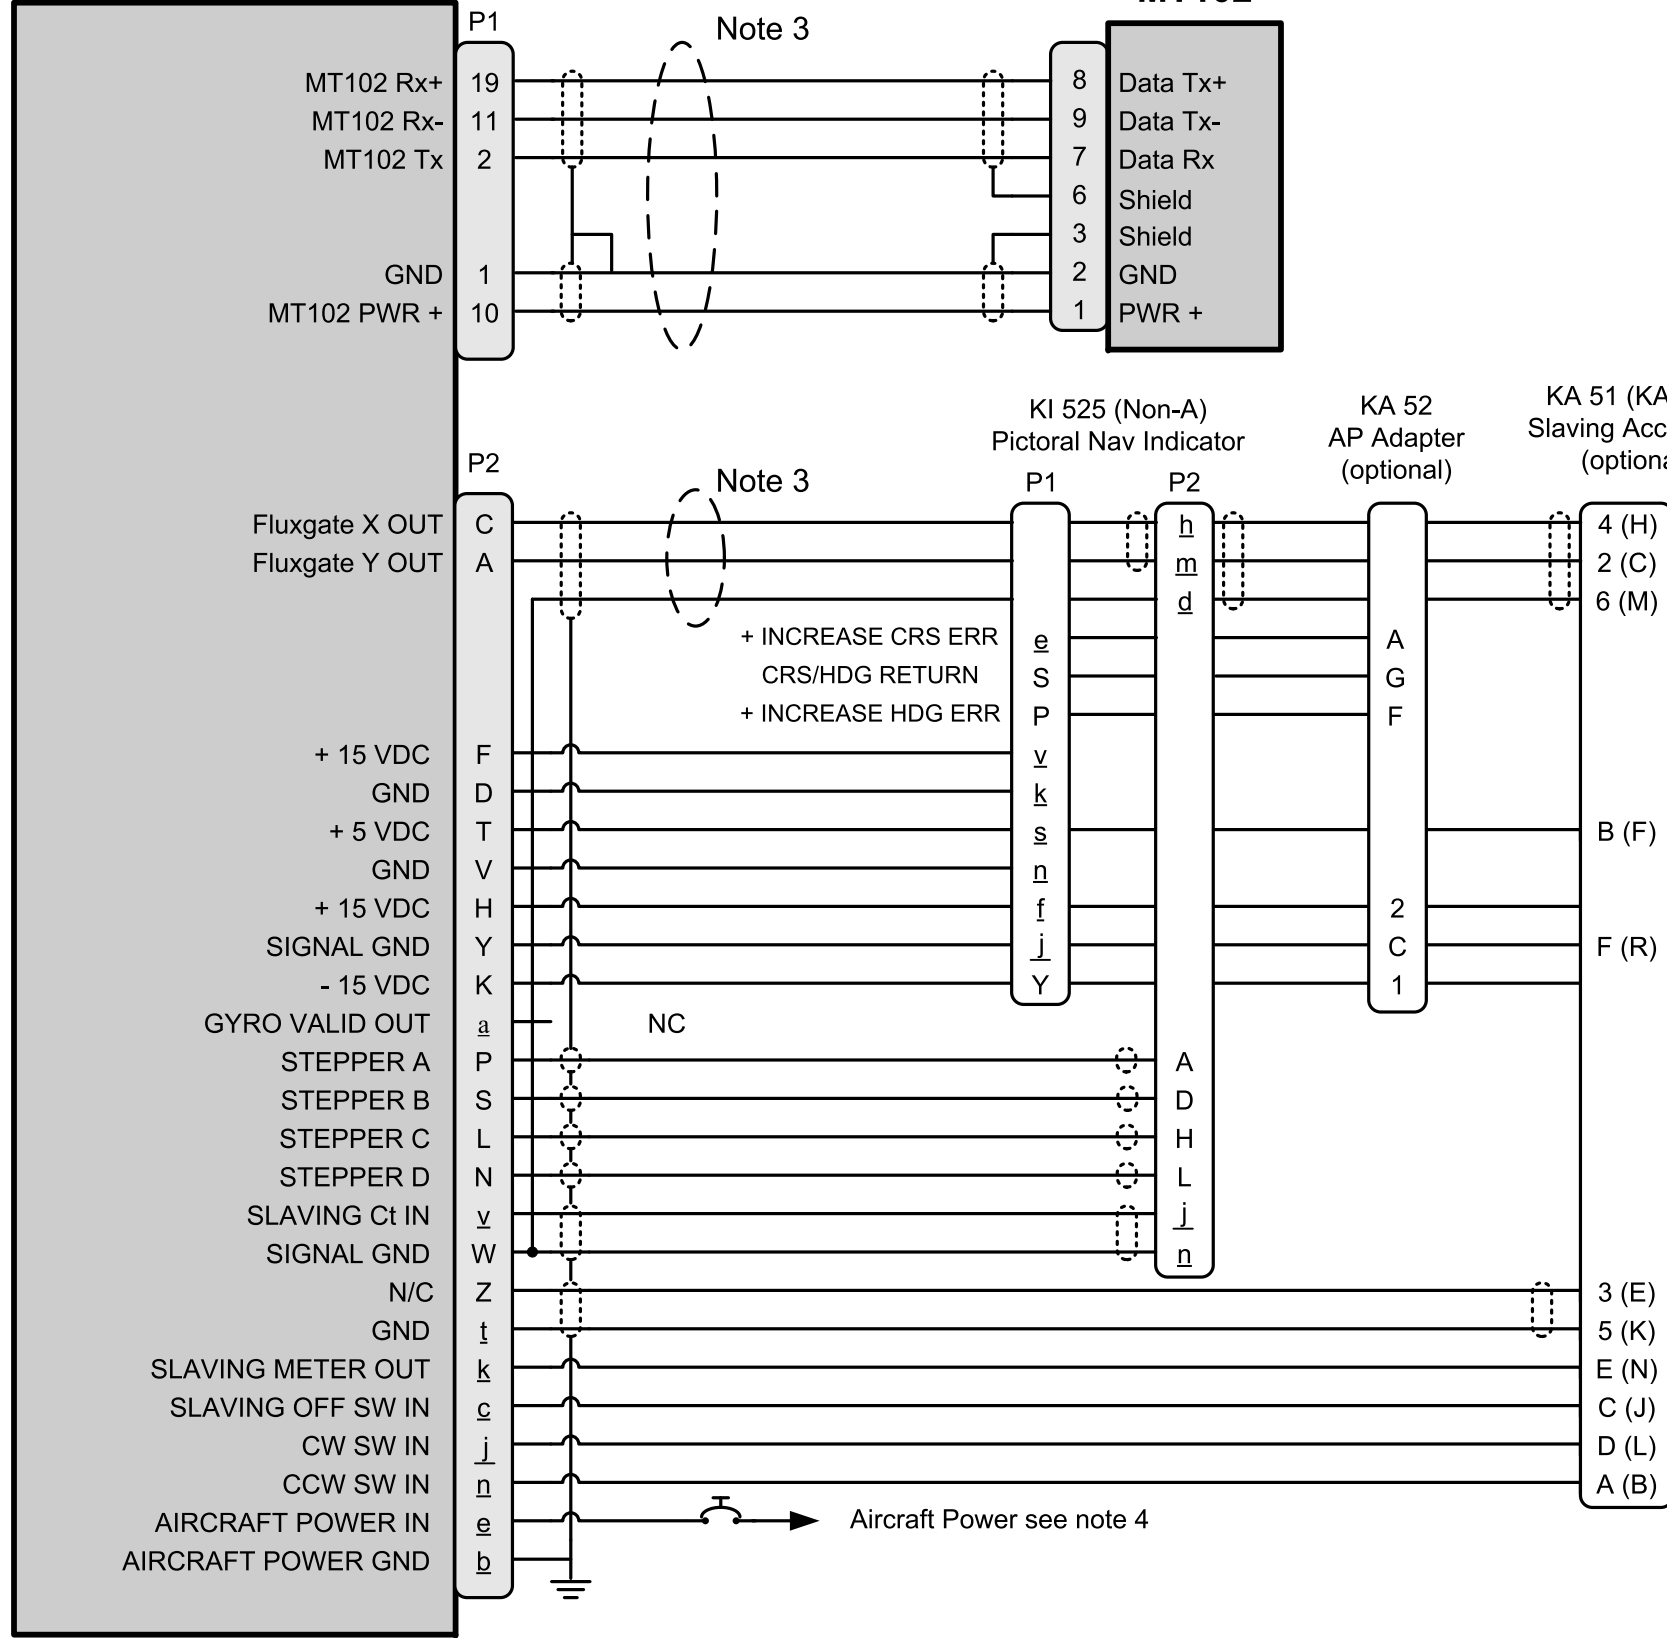 P1
Note 3
MT102 Rx+ 19 8 Data Tx+
MT102 Rx- 11 9 Data Tx-
MT102 Tx 2 7 Data Rx
6 Shield
3 Shield
GND 1 2 GND
MT102 PWR + 10 1 PWR +
KI 525 (Non-A)
Pictoral Nav Indicator
KA 52
AP Adapter
(optional)
KA 51 (KA
Slaving Acc
(optiona
P2
Note 3
P1
P2
Fluxgate X OUT C h 4 (H)
Fluxgate Y OUT A m 2 (C)
d 6 (M)
+ INCREASE CRS ERR e A
CRS/HDG RETURN S G
+ INCREASE HDG ERR P F
+ 15 VDC F v
GND D k
+ 5 VDC T s B (F)
GND V n
+ 15 VDC H f 2
SIGNAL GND Y j C F (R)
- 15 VDC K Y 1
GYRO VALID OUT a NC
STEPPER A P A
STEPPER B S D
STEPPER C L H
STEPPER D N L
SLAVING Ct IN v j
SIGNAL GND W n
N/C Z 3 (E)
GND t 5 (K)
SLAVING METER OUT k E (N)
SLAVING OFF SW IN c C (J)
CW SW IN j D (L)
CCW SW IN n A (B)
AIRCRAFT POWER IN e Aircraft Power see note 4
AIRCRAFT POWER GND b